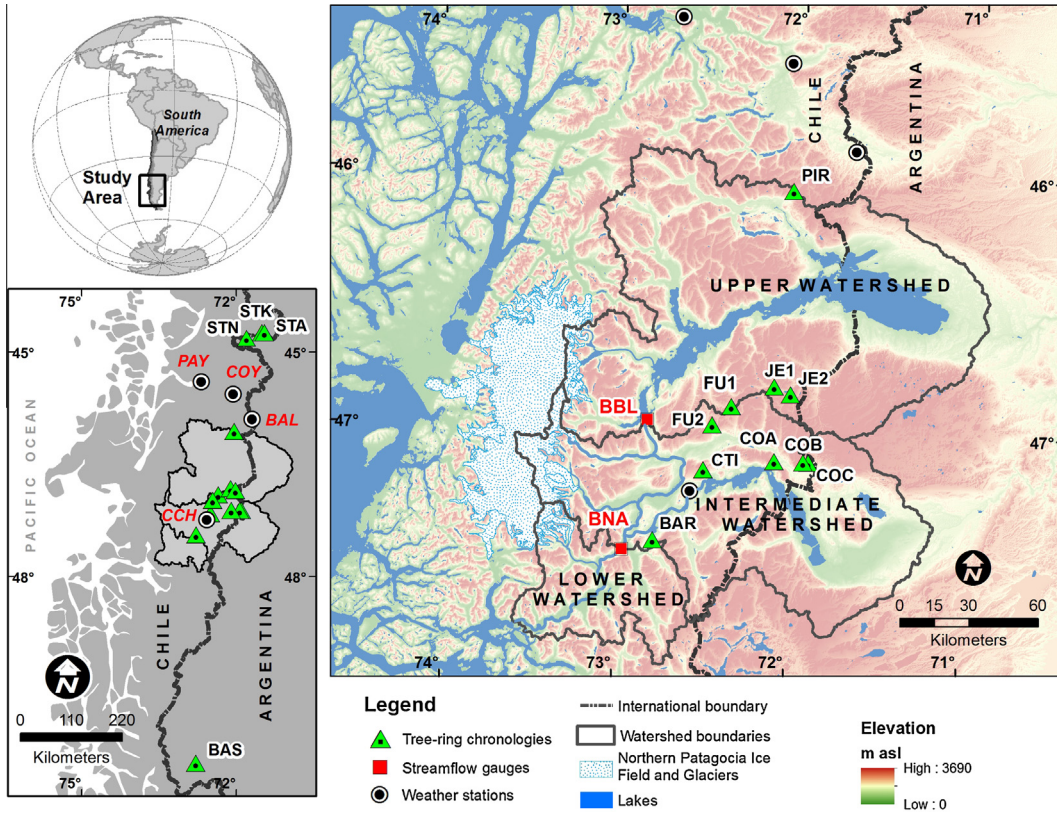 South
America
Study
Area
75°
72°
STK
STN
STA
45°
45°
PAY
COY
BAL
PACIFIC OCEAN
CCH
48°
48°
CHILE
ARGENTINA
N
0 110 220
Kilometers
BAS
75°
72°
74°
73°
72°
71°
CHILE
ARGENTINA
46°
46°
PIR
UPPER WATERSHED
JE1
JE2
FU1
BBL
FU2
47°
47°
COA
COB
CTI
COC
INTERMEDIATE
WATERSHED
BNA
BAR
LOWER
WATERSHED
N
0 15 30 60
Kilometers
74°
73°
72°
71°
Legend
Tree-ring chronologies
Streamflow gauges
Weather stations
International boundary
Watershed boundaries
Northern Patagocia Ice
Field and Glaciers
Lakes
Elevation
m asl
High : 3690
Low : 0